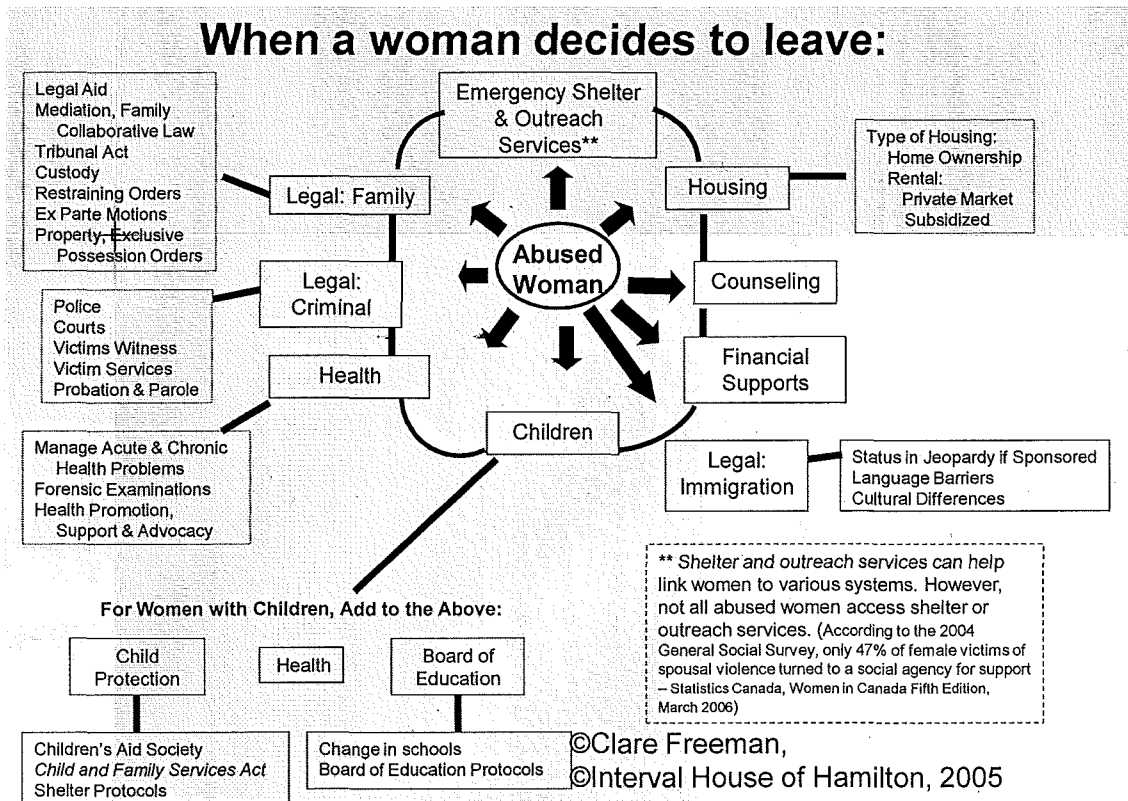 When a woman decides to leave:
Legal Aid
Mediation, Family
Collaborative Law
Tribunal Act
Custody
Restraining Orders
Ex Parte Motions
Property, Exclusive
Possession Orders
Emergency Shelter
& Outreach
Services**
Type of Housing:
Home Ownership
Rental:
Private Market
Subsidized
Legal: Family
Housing
Abused
Woman
Legal:
Criminal
Counseling
Police
Courts
Victims Witness
Victim Services
Probation & Parole
Health
Financial
Supports
Children
Manage Acute & Chronic
Health Problems
Forensic Examinations
Health Promotion,
Support & Advocacy
Legal:
Immigration
Status in Jeopardy if Sponsored
Language Barriers
Cultural Differences
** Shelter and outreach services can help
link women to various systems. However,
not all abused women access shelter or
outreach services. (According to the 2004
General Social Survey, only 47% of female victims of
spousal violence turned to a social agency for support
– Statistics Canada, Women in Canada Fifth Edition,
March 2006)
For Women with Children, Add to the Above:
Child
Protection
Health
Board of
Education
Children's Aid Society
Child and Family Services Act
Shelter Protocols
Change in schools
Board of Education Protocols
©Clare Freeman,
©Interval House of Hamilton, 2005